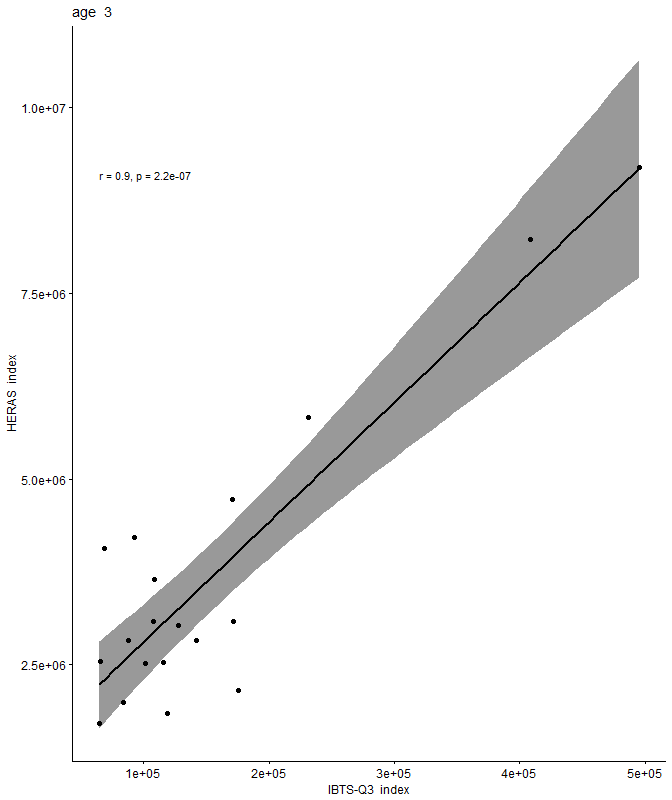 age 3
1.0e+07
r = 0.9, p = 2.2e-07
7.5e+06
HERAS index
5.0e+06
2.5e+06
1e+05 2e+05 3e+05 4e+05 5e+05
IBTS-Q3 index